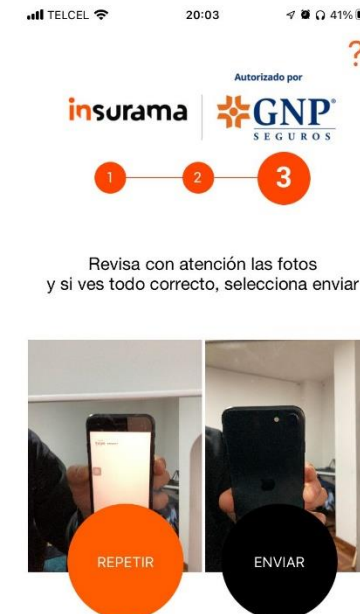 TELCEL 20:03 41%
?
Autorizado por
insurama GNP
SEGUROS
1 2 3
Revisa con atención las fotos
y si ves todo correcto, selecciona enviar
REPETIR ENVIAR